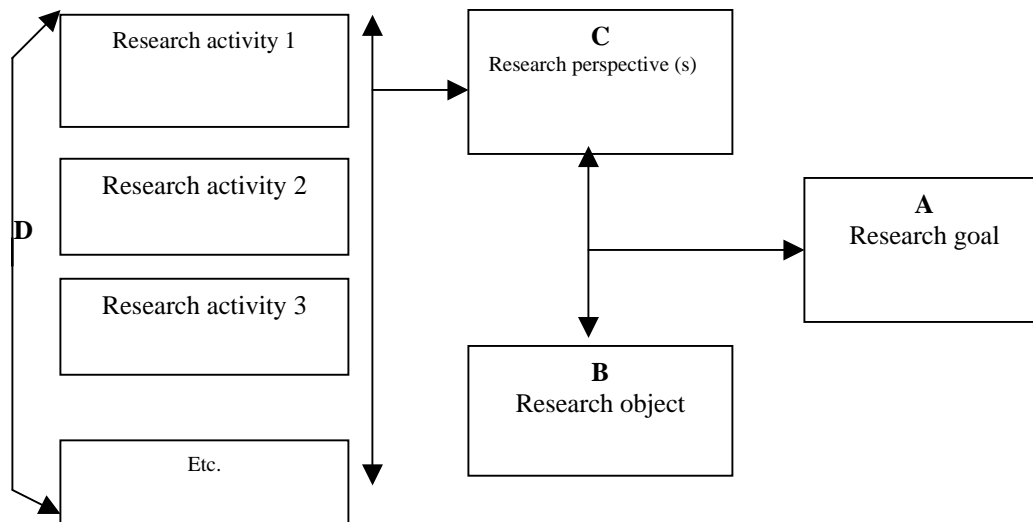 Research activity 1
Research activity 2
D
Research activity 3
Etc.
C
Research perspective (s)
A
Research goal
B
Research object